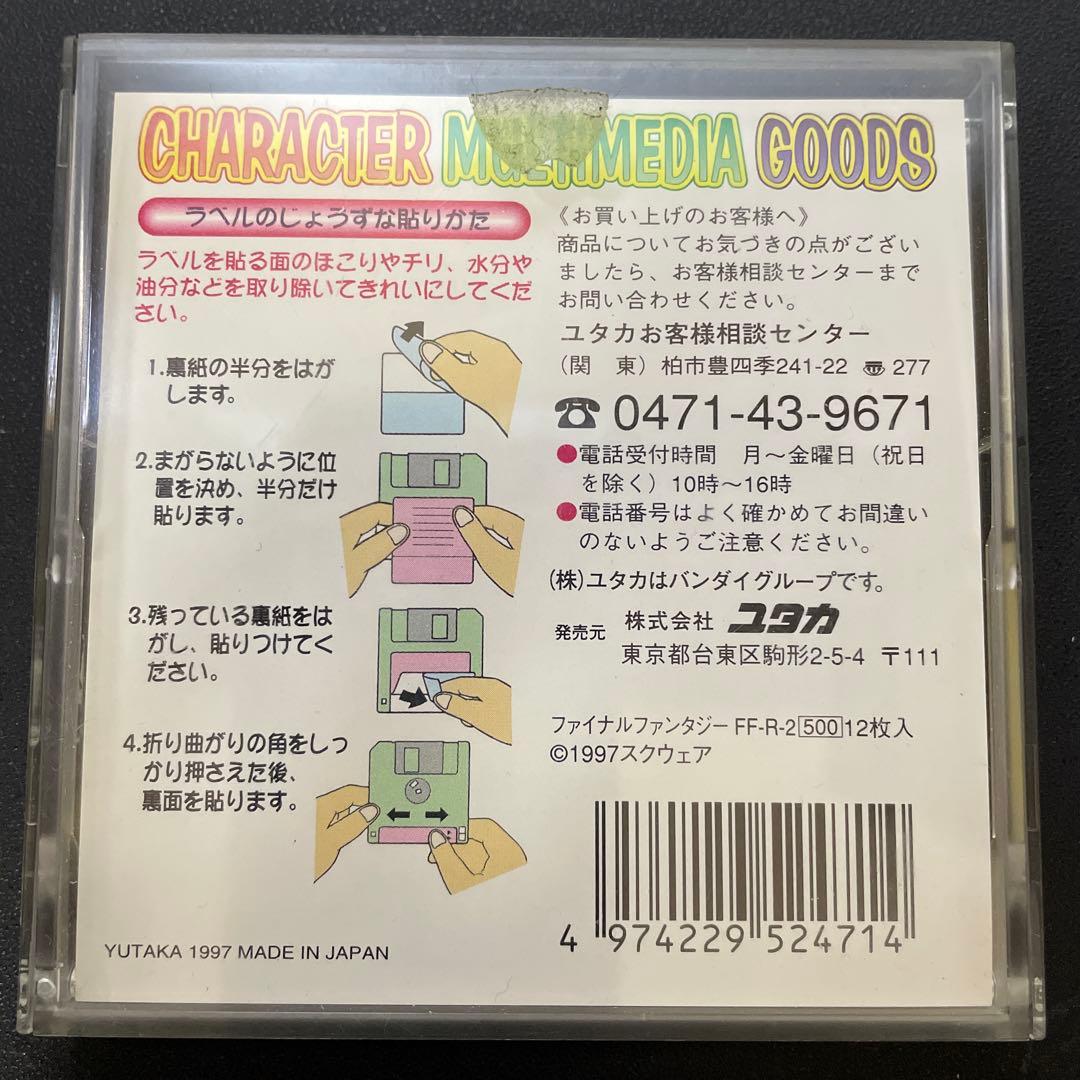 CHARACTER MULTIMEDIA GOODS
ラベルのじょうずな貼りかた
ラベルを貼る面のほこりやチリ、水分や
油分などを取り除いてきれいにしてくだ
さい。
1.裏紙の半分をはが
します。
2.まがらないように位
置を決め、半分だけ
貼ります。
3.残っている裏紙をは
がし、貼りつけてく
ださい。
4.折り曲がりの角をしっ
かり押さえた後、
裏面を貼ります。
YUTAKA 1997 MADE IN JAPAN
《お買い上げのお客様へ》
商品についてお気づきの点がござい
ましたら、お客様相談センターまで
お問い合わせください。
ユタカお客様相談センター
(関 東) 柏市豊四季241-22 〠 277
☎ 0471-43-9671
●電話受付時間 月～金曜日(祝日
を除く) 10時～16時
●電話番号はよく確かめてお間違い
のないようご注意ください。
(株)ユタカはバンダイグループです。
発売元 株式会社 ユタカ
東京都台東区駒形2-5-4 〒111
ファイナルファンタジー FF-R-2 500 12枚入
©1997スクウェア
4 974229 524714